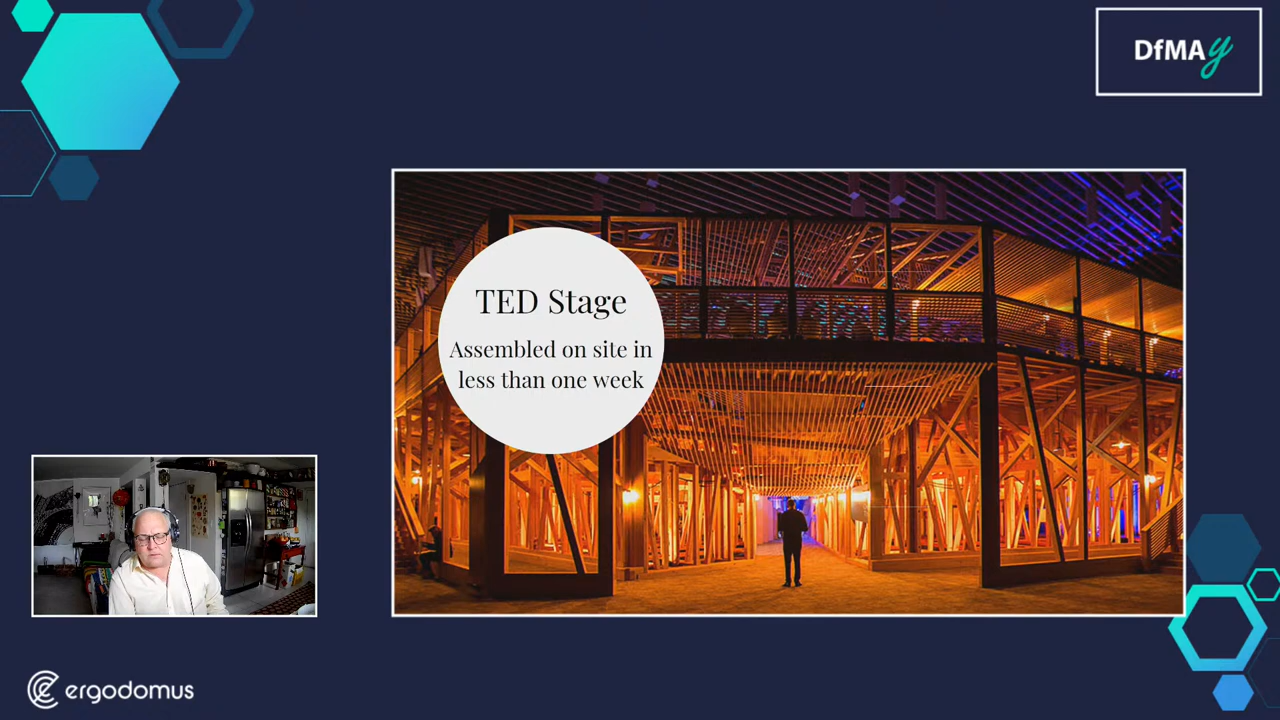 DfMAy
TED Stage
Assembled on site in
less than one week
ergodomus